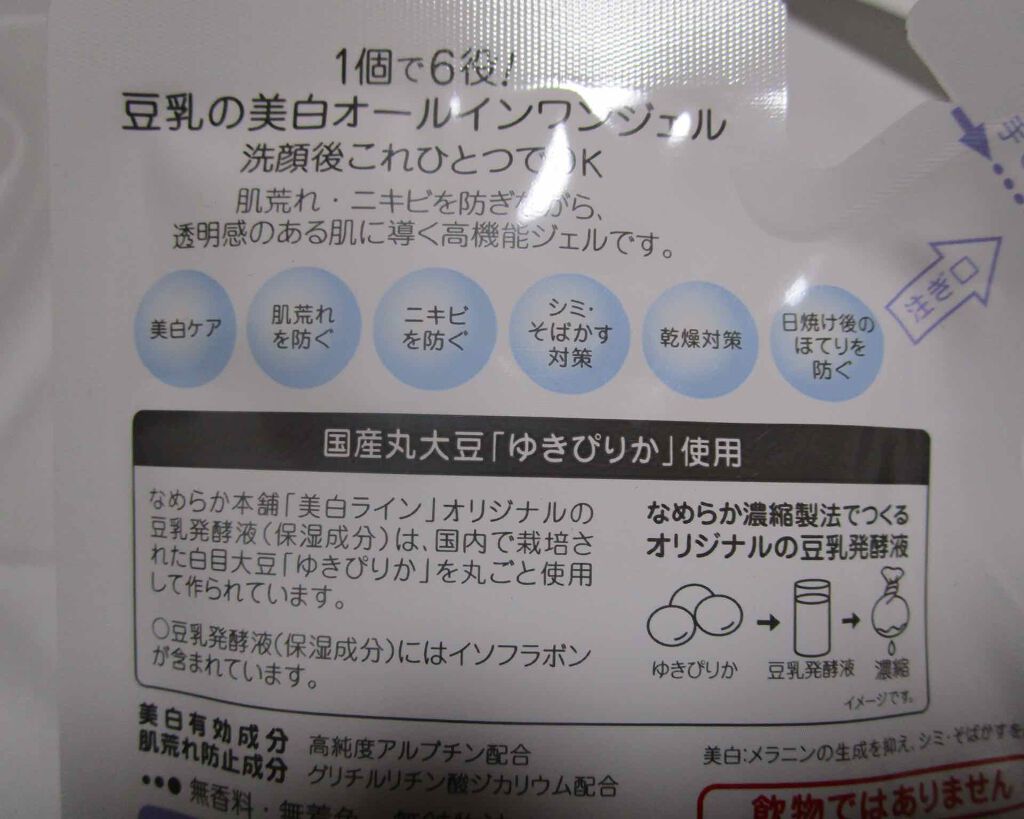 1個で6役!
豆乳の美白オールインワンジェル
洗顔後これひとつでOK
肌荒れ・ニキビを防ぎながら、
透明感のある肌に導く高機能ジェルです。
注ぎ口
美白ケア
肌荒れ
を防ぐ
ニキビ
を防ぐ
シミ・
そばかす
対策
乾燥対策
日焼け後の
ほてりを
防ぐ
国産丸大豆「ゆきぴりか」使用
なめらか本舗「美白ライン」オリジナルの
豆乳発酵液(保湿成分)は、国内で栽培さ
れた白目大豆「ゆきぴりか」を丸ごと使用
して作られています。
○豆乳発酵液(保湿成分)にはイソフラボン
が含まれています。
なめらか濃縮製法でつくる
オリジナルの豆乳発酵液
ゆきぴりか
豆乳発酵液
濃縮
イメージです。
美白有効成分 高純度アルブチン配合
肌荒れ防止成分 グリチルリチン酸ジカリウム配合
●●● 無香料・無着色・
美白:メラニンの生成を抑え、シミ・そばかすを
飲物ではありません